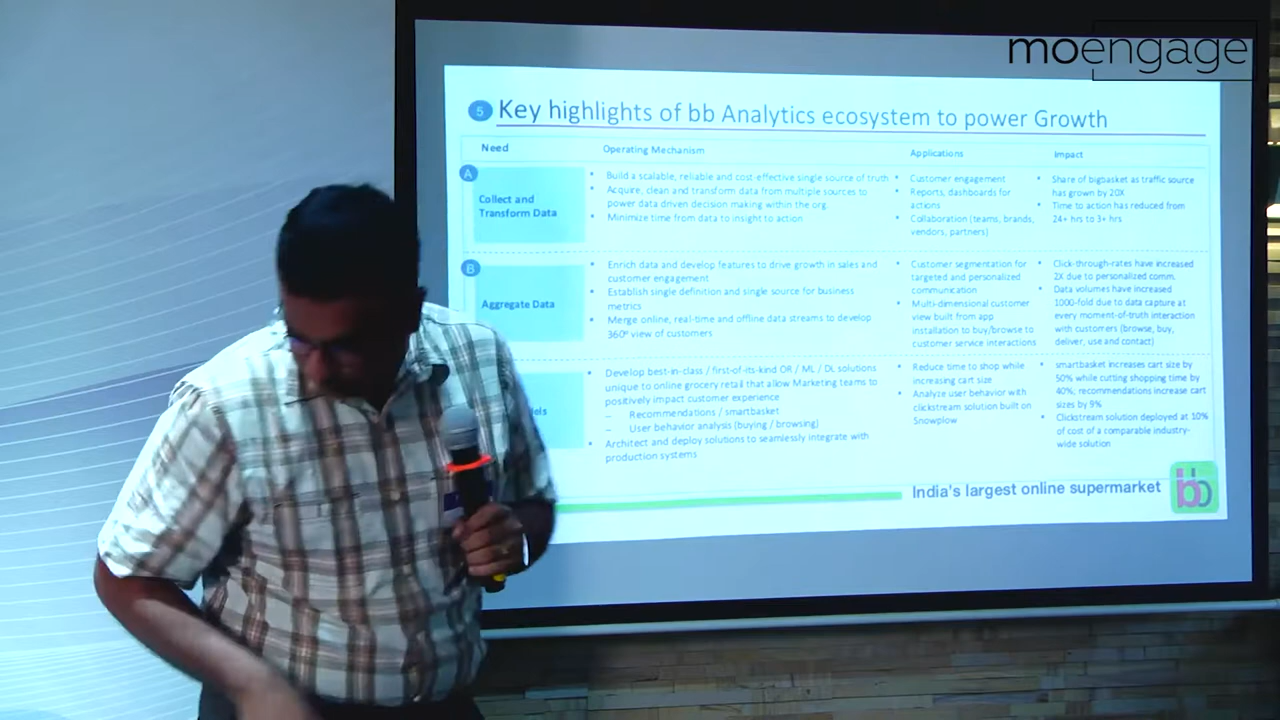 moengage
5 Key highlights of bb Analytics ecosystem to power Growth
Need
Operating Mechanism
Applications
Impact
A
Collect and
Transform Data
• Build a scalable, reliable and cost-effective single source of truth
• Acquire, clean and transform data from multiple sources to
power data driven decision making within the org
• Minimize time from data to insight to action
• Customer engagement
• Reports, dashboards for
actions
• Collaboration (teams, brands,
vendors, partners)
• Share of bigbasket as traffic source
has grown by 20X
• Time to action has reduced from
24+ hrs to 3+ hrs
B
Aggregate Data
• Enrich data and develop features to drive growth in sales and
customer engagement
• Establish single definition and single source for business
metrics
• Merge online, real-time and offline data streams to develop
360º view of customers
• Customer segmentation for
targeted and personalized
communication
• Multi-dimensional customer
view built from app
installation to buy/browse to
customer service interactions
• Click-through-rates have increased
2X due to personalized comm.
• Data volumes have increased
1000-fold due to data capture at
every moment-of-truth interaction
with customers (browse, buy,
deliver, use and contact)
• Develop best-in-class / first-of-its-kind OR / ML / DL solutions
unique to online grocery retail that allow Marketing teams to
positively impact customer experience
– Recommendations / smartbasket
– User behavior analysis (buying / browsing)
• Architect and deploy solutions to seamlessly integrate with
production systems
• Reduce time to shop while
increasing cart size
• Analyze user behavior with
clickstream solution built on
Snowplow
• smartbasket increases cart size by
50% while cutting shopping time by
40%; recommendations increase cart
sizes by 9%
• Clickstream solution deployed at 10%
of cost of a comparable industry-
wide solution
India's largest online supermarket
bb